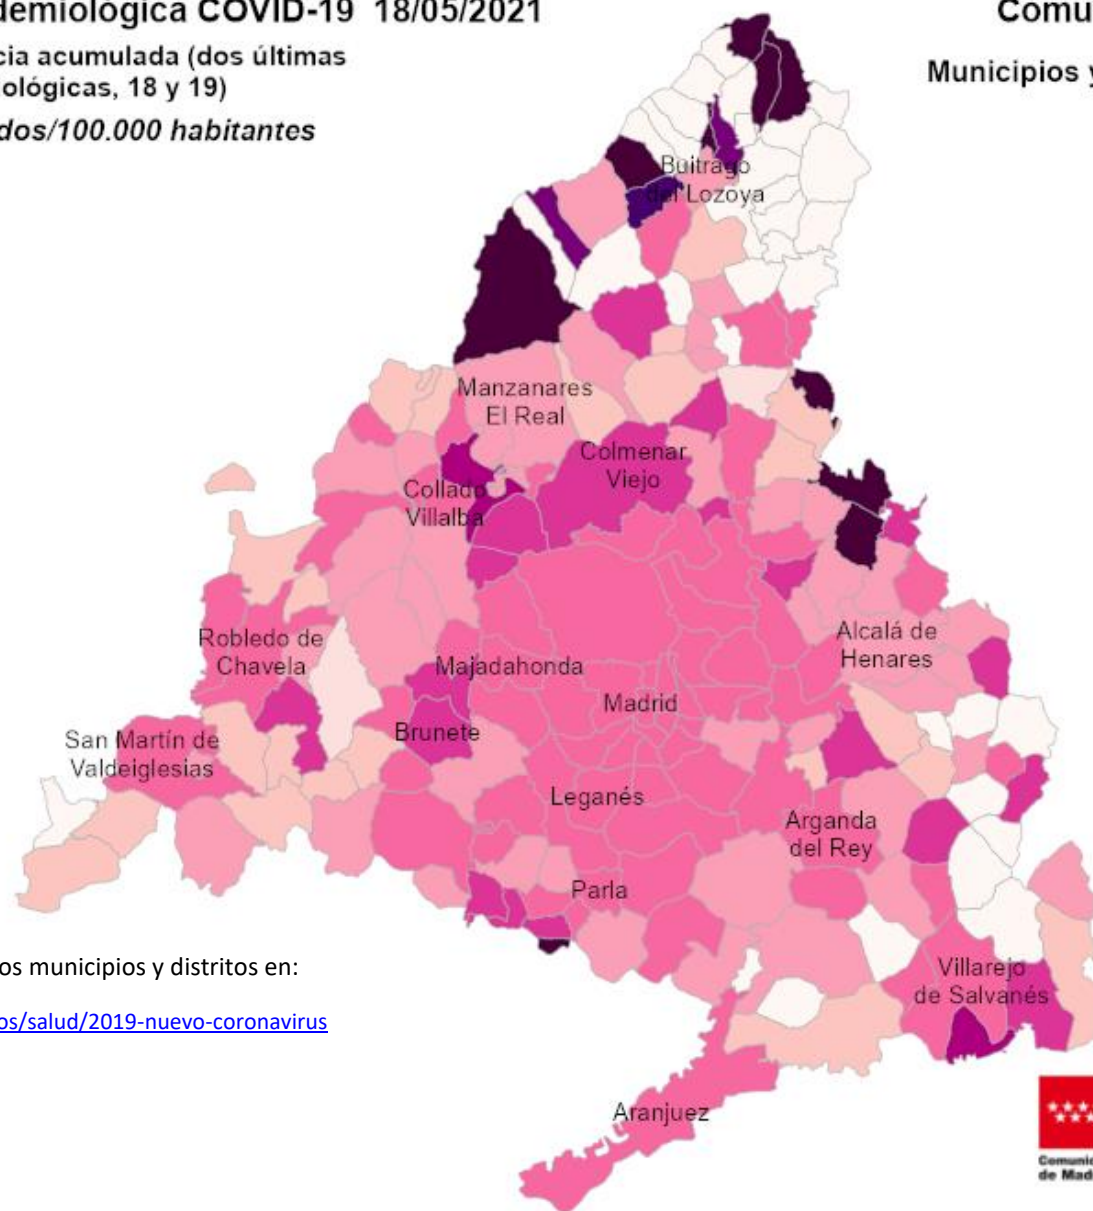 demiológica COVID-19 18/05/2021
cia acumulada (dos últimas
ológicas, 18 y 19)
dos/100.000 habitantes
Comu
Municipios y
Buitrago
del Lozoya
Manzanares
El Real
Colmenar
Viejo
Collado
Villalba
Robledo de
Chavela
Majadahonda
Alcalá de
Henares
Madrid
Brunete
San Martín de
Valdeiglesias
Leganés
Arganda
del Rey
Parla
os municipios y distritos en:
os/salud/2019-nuevo-coronavirus
Villarejo
de Salvanés
Aranjuez
Comunid
de Mad